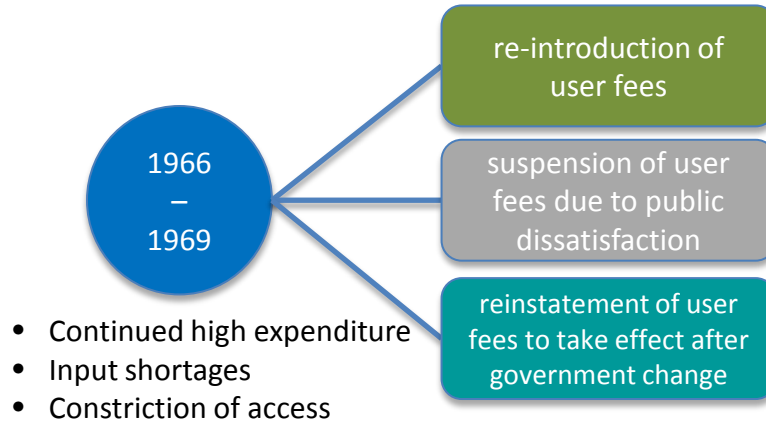 1966
–
1969
re-introduction of
user fees
suspension of user
fees due to public
dissatisfaction
reinstatement of user
fees to take effect after
government change
• Continued high expenditure
• Input shortages
• Constriction of access